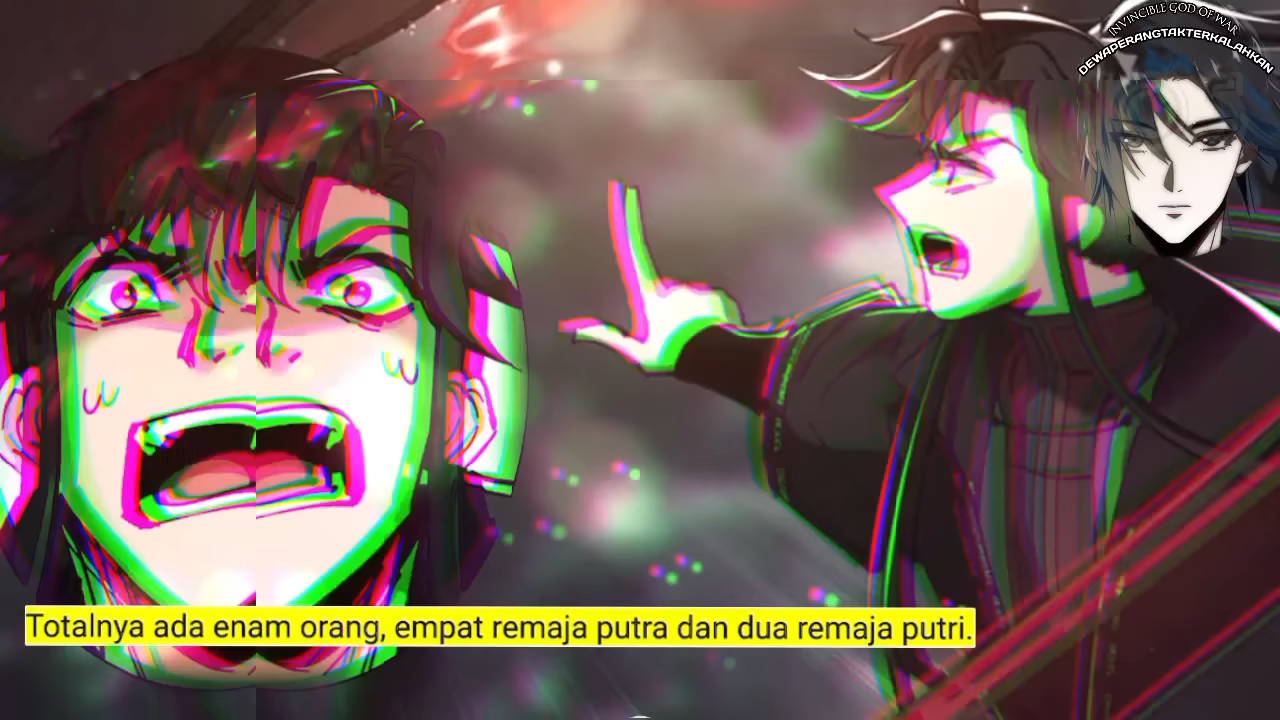 INVINCIBLE GOD OF WAR
DEWAPERANGTAKTERKALAHKAN
Totalnya ada enam orang, empat remaja putra dan dua remaja putri.